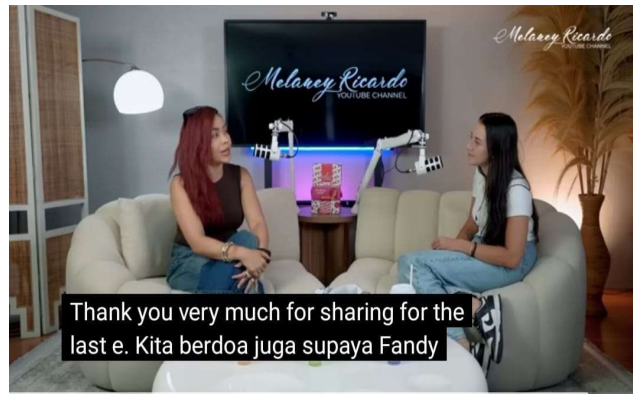 Melaney Ricardo
YOUTUBE CHANNEL
Melaney Ricardo
YOUTUBE CHANNEL
Thank you very much for sharing for the
last e. Kita berdoa juga supaya Fandy